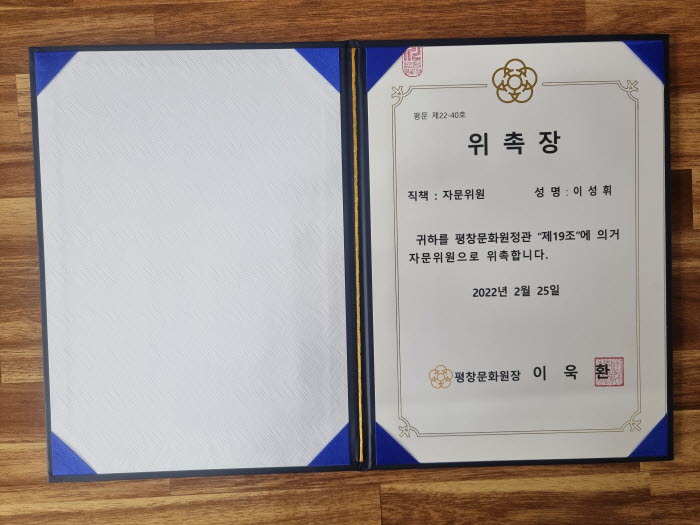 평문 제22-40호
위 촉 장
직책 : 자문위원 성 명 : 이 성 휘
귀하를 평창문화원정관 "제19조"에 의거
자문위원으로 위촉합니다.
2022년 2월 25일
평창문화원장 이 욱 환